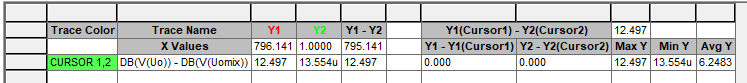 Y1(Cursor1) - Y2(Cursor2) 12.497
Trace Color Trace Name Y1 Y2 Y1 - Y2
X Values 796.141 1.0000 795.141 Y1 - Y1(Cursor1) Y2 - Y2(Cursor2) Max Y Min Y Avg Y
CURSOR 1,2 DB(V(Uo)) - DB(V(Uomix)) 12.497 13.554u 12.497 0.000 0.000 12.497 13.554u 6.2483